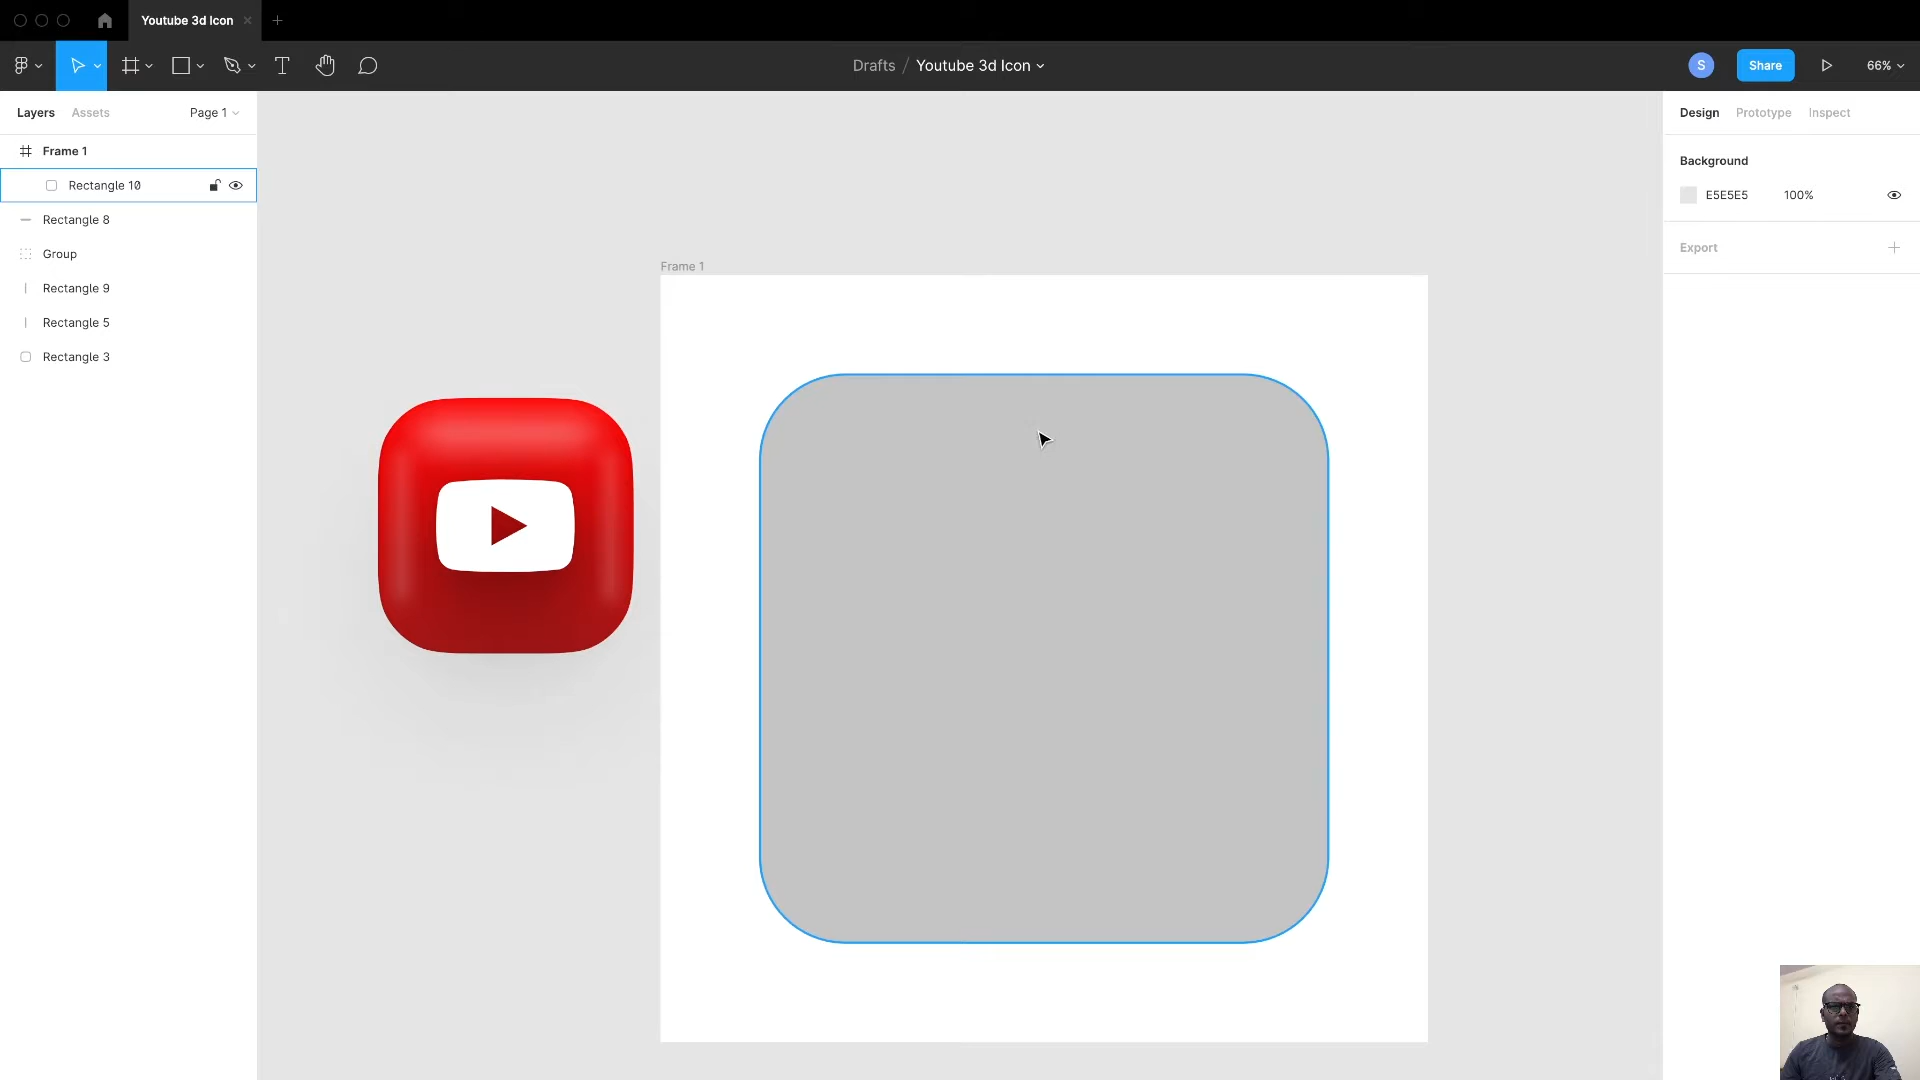 Youtube 3d Icon
Drafts / Youtube 3d Icon
S
Share
66%
Layers
Assets
Page 1
Design
Prototype
Inspect
Frame 1
Rectangle 10
Rectangle 8
Group
Rectangle 9
Rectangle 5
Rectangle 3
Frame 1
Background
E5E5E5
100%
Export